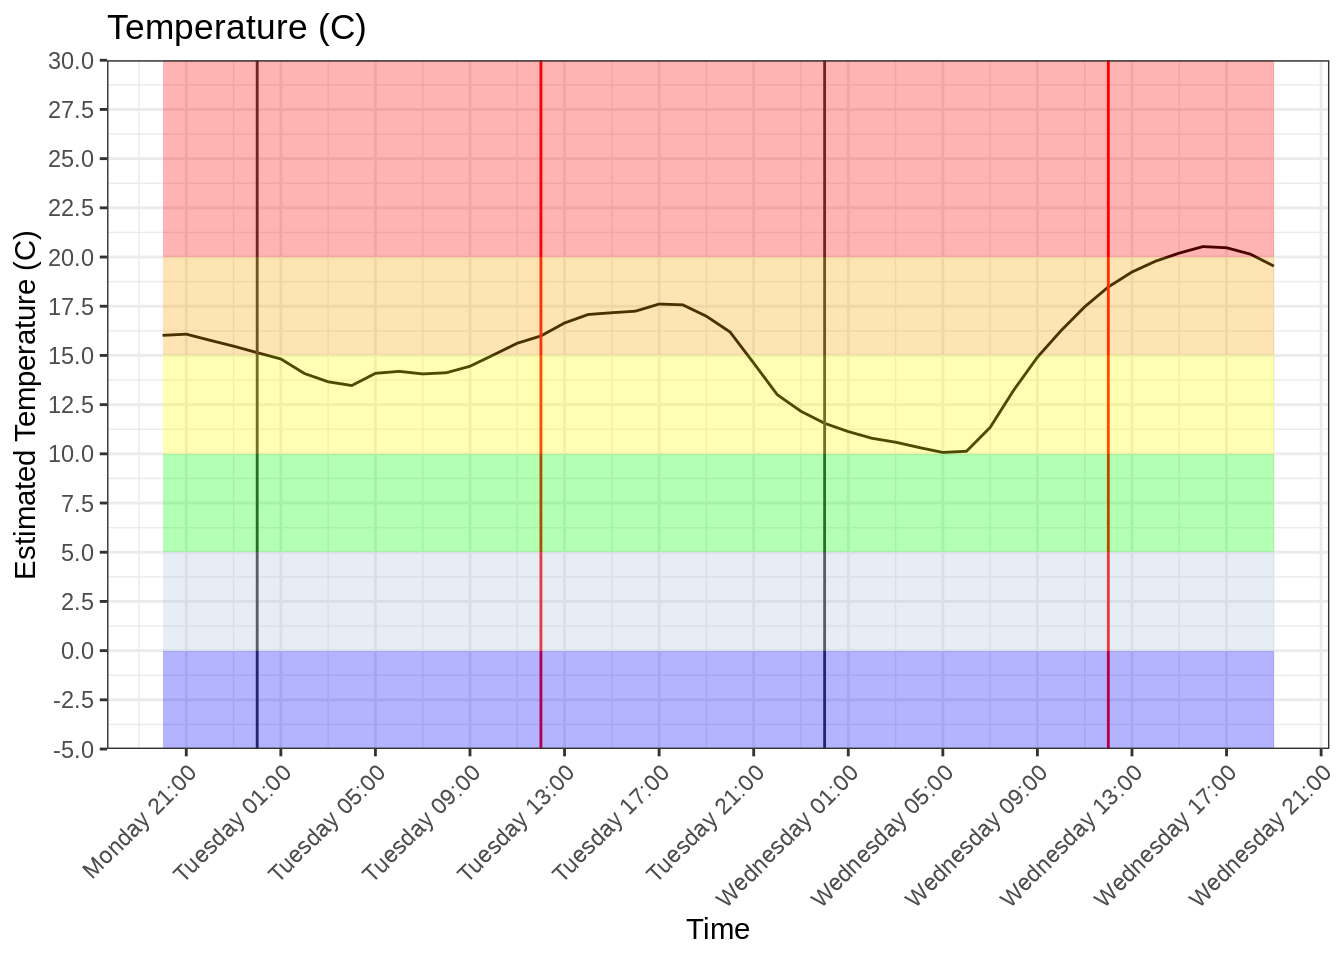 Temperature (C)
30.0
27.5
25.0
22.5
20.0
17.5
15.0
12.5
10.0
7.5
5.0
2.5
0.0
-2.5
-5.0
Estimated Temperature (C)
Monday 21:00
Tuesday 01:00
Tuesday 05:00
Tuesday 09:00
Tuesday 13:00
Tuesday 17:00
Tuesday 21:00
Wednesday 01:00
Wednesday 05:00
Wednesday 09:00
Wednesday 13:00
Wednesday 17:00
Wednesday 21:00
Time